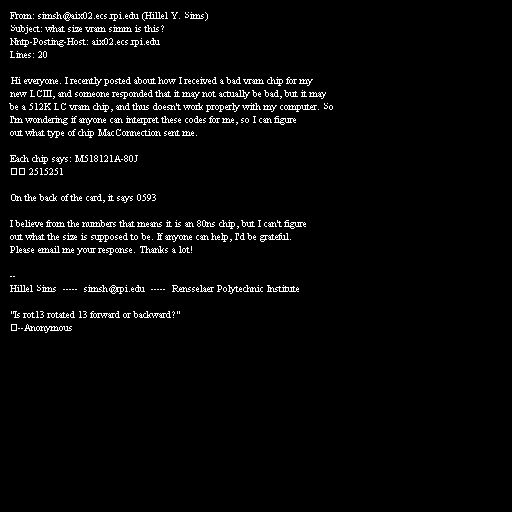 From: simsh@aix02.ecs.rpi.edu (Hillel Y. Sims)
Subject: what size vram simm is this?
Nntp-Posting-Host: aix02.ecs.rpi.edu
Lines: 20

Hi everyone. I recently posted about how I received a bad vram chip for my
new LCIII, and someone responded that it may not actually be bad, but it may
be a 512K LC vram chip, and thus doesn't work properly with my computer. So
I'm wondering if anyone can interpret these codes for me, so I can figure
out what type of chip MacConnection sent me.

Each chip says: M518121A-80J
2515251

On the back of the card, it says 0593

I believe from the numbers that means it is an 80ns chip, but I can't figure
out what the size is supposed to be. If anyone can help, I'd be grateful.
Please email me your response. Thanks a lot!

--
Hillel Sims ----- simsh@rpi.edu ----- Rensselaer Polytechnic Institute

"Is rot13 rotated 13 forward or backward?"
--Anonymous